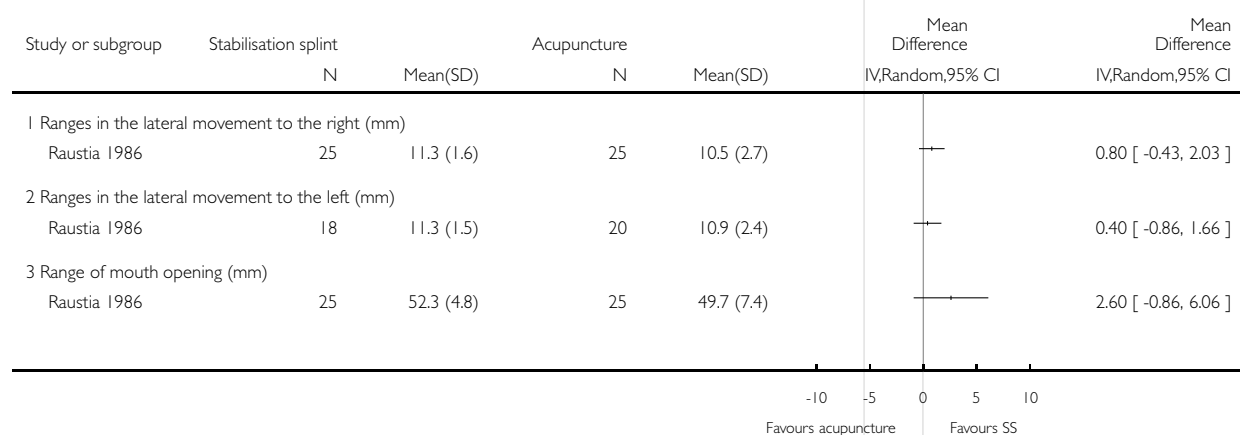 Mean Mean
Study or subgroup Stabilisation splint Acupuncture Difference Difference
N Mean(SD) N Mean(SD) IV,Random,95% CI IV,Random,95% CI
1 Ranges in the lateral movement to the right (mm)
Raustia 1986 25 11.3 (1.6) 25 10.5 (2.7) 0.80 [ -0.43, 2.03 ]
2 Ranges in the lateral movement to the left (mm)
Raustia 1986 18 11.3 (1.5) 20 10.9 (2.4) 0.40 [ -0.86, 1.66 ]
3 Range of mouth opening (mm)
Raustia 1986 25 52.3 (4.8) 25 49.7 (7.4) 2.60 [ -0.86, 6.06 ]
-10 -5 0 5 10
Favours acupuncture Favours SS